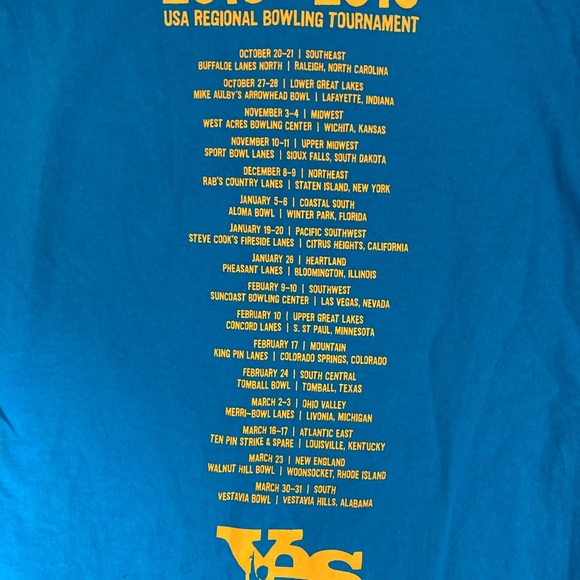 USA REGIONAL BOWLING TOURNAMENT
OCTOBER 20-21 | SOUTHEAST
BUFFALOE LANES NORTH | RALEIGH, NORTH CAROLINA
OCTOBER 27-28 | LOWER GREAT LAKES
MIKE AULBY'S ARROWHEAD BOWL | LAFAYETTE, INDIANA
NOVEMBER 3-4 | MIDWEST
WEST ACRES BOWLING CENTER | WICHITA, KANSAS
NOVEMBER 10-11 | UPPER MIDWEST
SPORT BOWL LANES | SIOUX FALLS, SOUTH DAKOTA
DECEMBER 8-9 | NORTHEAST
RAB'S COUNTRY LANES | STATEN ISLAND, NEW YORK
JANUARY 5-6 | COASTAL SOUTH
ALOMA BOWL | WINTER PARK, FLORIDA
JANUARY 19-20 | PACIFIC SOUTHWEST
STEVE COOK'S FIRESIDE LANES | CITRUS HEIGHTS, CALIFORNIA
JANUARY 26 | HEARTLAND
PHEASANT LANES | BLOOMINGTON, ILLINOIS
FEBUARY 9-10 | SOUTHWEST
SUNCOAST BOWLING CENTER | LAS VEGAS, NEVADA
FEBRUARY 10 | UPPER GREAT LAKES
CONCORD LANES | S. ST PAUL, MINNESOTA
FEBRUARY 17 | MOUNTAIN
KING PIN LANES | COLORADO SPRINGS, COLORADO
FEBRUARY 24 | SOUTH CENTRAL
TOMBALL BOWL | TOMBALL, TEXAS
MARCH 2-3 | OHIO VALLEY
MERRI-BOWL LANES | LIVONIA, MICHIGAN
MARCH 16-17 | ATLANTIC EAST
TEN PIN STRIKE & SPARE | LOUISVILLE, KENTUCKY
MARCH 23 | NEW ENGLAND
WALNUT HILL BOWL | WOONSOCKET, RHODE ISLAND
MARCH 30-31 | SOUTH
VESTAVIA BOWL | VESTAVIA HILLS, ALABAMA
Yes